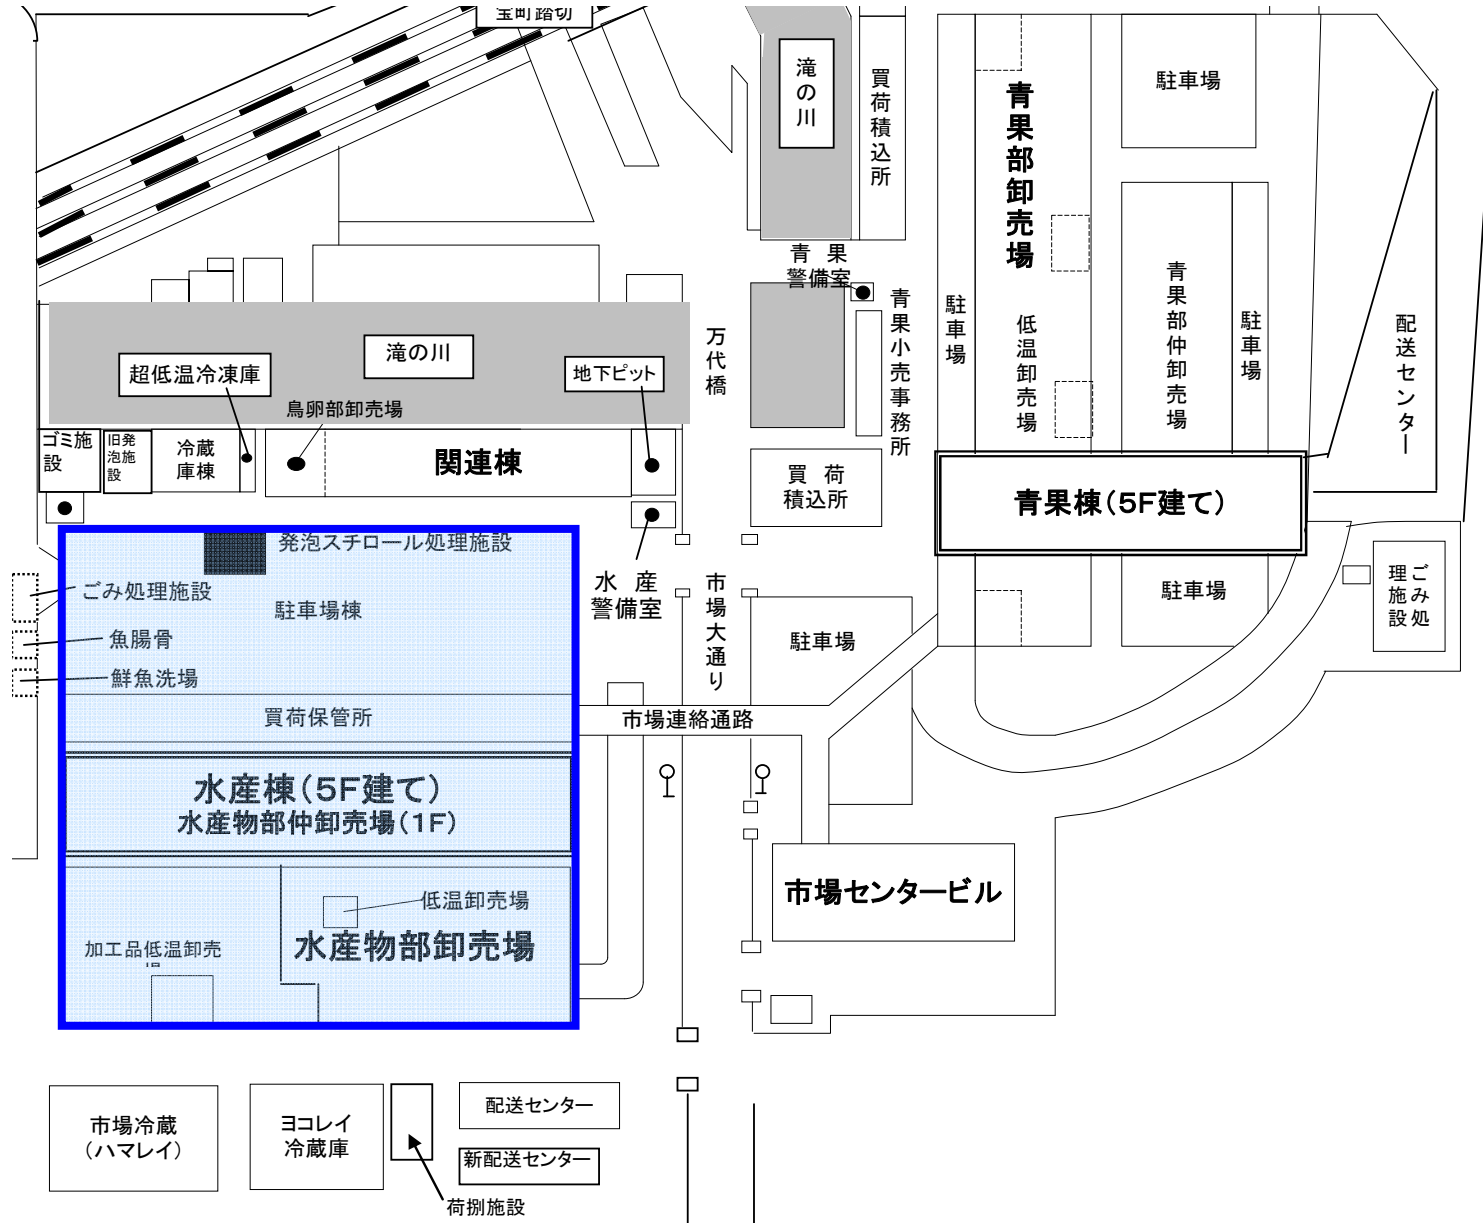 宝町踏切
滝の川
買荷積込所
青果部卸売場
駐車場
青果
警備室
青果小売事務所
駐車場
低温卸売場
青果部仲卸売場
駐車場
配送センター
万代橋
滝の川
超低温冷凍庫
地下ピット
鳥卵部卸売場
ゴミ施
設
旧発
泡施
設
冷蔵
庫棟
関連棟
買荷
積込所
青果棟(5F建て)
発泡スチロール処理施設
ごみ処理施設
駐車場棟
魚腸骨
鮮魚洗場
買荷保管所
水産
警備室
市場大通り
駐車場
駐車場
ごみ処
理施設
市場連絡通路
水産棟(5F建て)
水産物部仲卸売場(1F)
市場センタービル
低温卸売場
水産物部卸売場
加工品低温卸売
市場冷蔵
(ハマレイ)
ヨコレイ
冷蔵庫
配送センター
新配送センター
荷捌施設